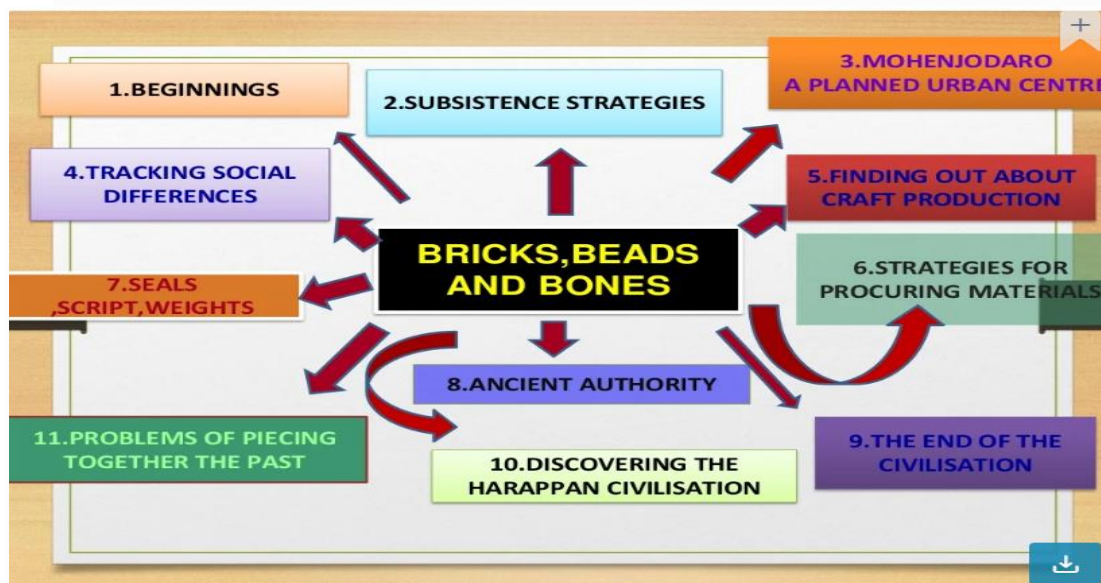 1.BEGINNINGS
2.SUBSISTENCE STRATEGIES
3.MOHENJODARO
A PLANNED URBAN CENTRE
4.TRACKING SOCIAL
DIFFERENCES
5.FINDING OUT ABOUT
CRAFT PRODUCTION
BRICKS,BEADS
AND BONES
6.STRATEGIES FOR
PROCURING MATERIALS
7.SEALS
,SCRIPT,WEIGHTS
8.ANCIENT AUTHORITY
11.PROBLEMS OF PIECING
TOGETHER THE PAST
9.THE END OF THE
CIVILISATION
10.DISCOVERING THE
HARAPPAN CIVILISATION